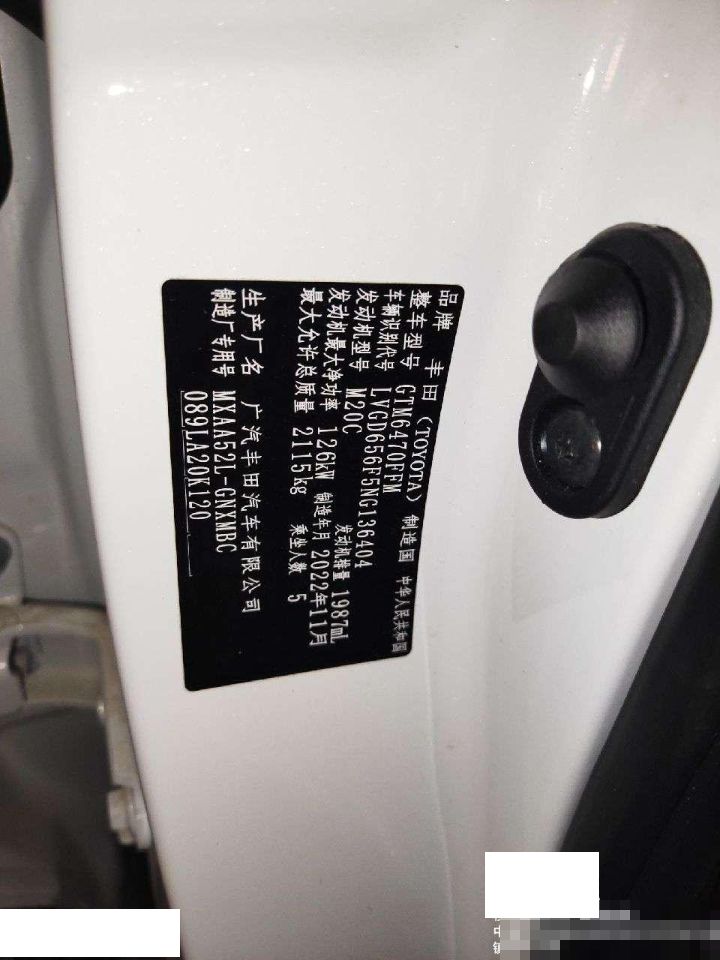 品牌 丰田(TOYOTA) 制造国 中华人民共和国
整车型号 GTM6470FFM
车辆识别代号 LVGD656F5NG136404
发动机型号 M20C 发动机排量 1987mL
发动机最大净功率 126kW 制造年月 2022年11月
最大允许总质量 2115kg 乘坐人数 5
生产厂名 广汽丰田汽车有限公司
制造厂专用号 MXAA52L-GNXMBC
089LA20K120